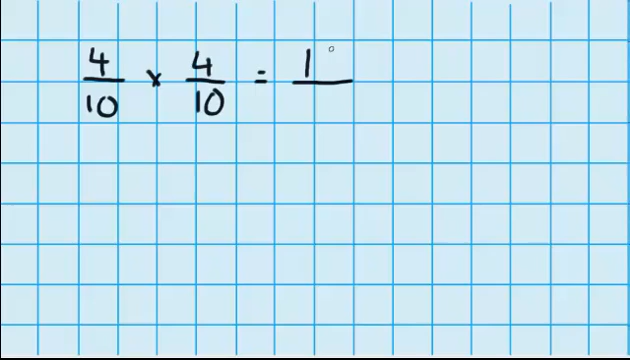 4/10 × 4/10 = 1